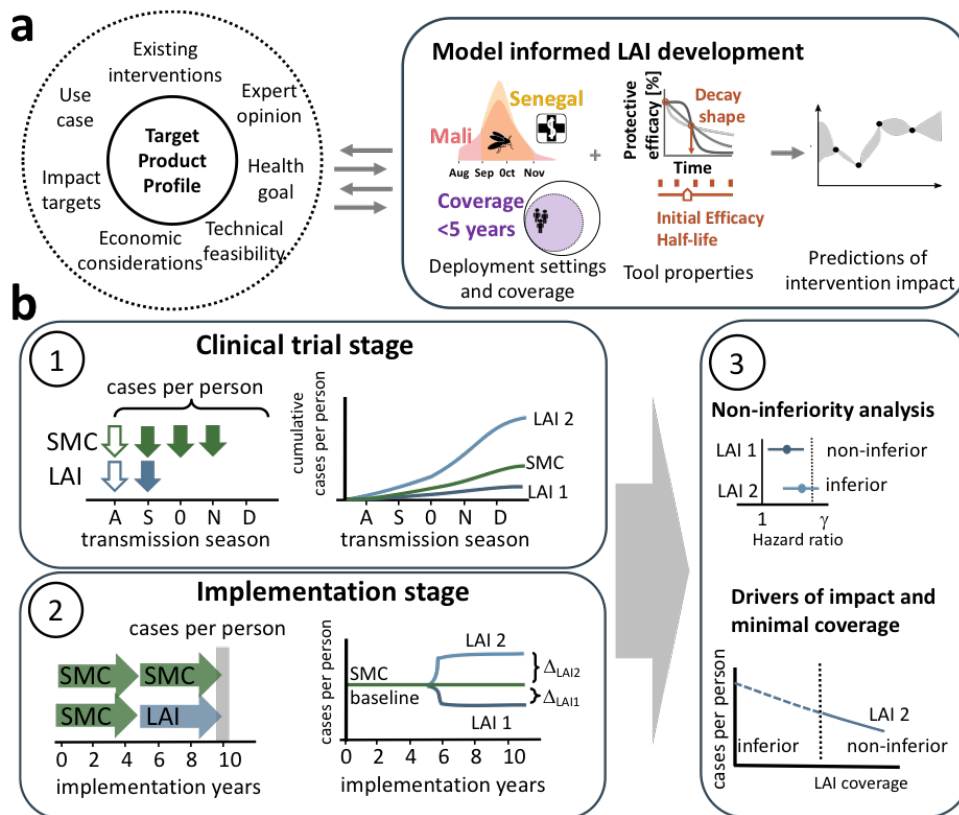 a
Existing
interventions
Use
case
Expert
opinion
Target
Product
Profile
Impact
targets
Health
goal
Economic
considerations
Technical
feasibility
Model informed LAI development
Senegal
Mali
Aug Sep Oct Nov
Coverage
<5 years
Deployment settings
and coverage
+
Protective
efficacy [%]
Decay
shape
Time
Initial Efficacy
Half-life
Tool properties
Predictions of
intervention impact
b
1
Clinical trial stage
cases per person
SMC
LAI
A S 0 N D
transmission season
cumulative
cases per person
LAI 2
SMC
LAI 1
A S 0 N D
transmission season
2
Implementation stage
cases per person
SMC SMC
SMC LAI
0 2 4 6 8 10
implementation years
cases per person
LAI 2
SMC
baseline
LAI 1
Δ LAI2
Δ LAI1
0 2 4 6 8 10
implementation years
3
Non-inferiority analysis
LAI 1 non-inferior
LAI 2 inferior
1 γ
Hazard ratio
Drivers of impact and
minimal coverage
cases per person
LAI 2
inferior non-inferior
LAI coverage